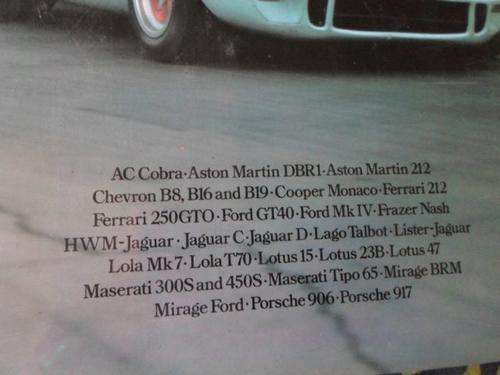 AC Cobra·Aston Martin DBR1·Aston Martin 212
Chevron B8, B16 and B19·Cooper Monaco·Ferrari 212
Ferrari 250GTO·Ford GT40·Ford Mk IV·Frazer Nash
HWM-Jaguar·Jaguar C·Jaguar D·Lago Talbot·Lister-Jaguar
Lola Mk 7·Lola T70·Lotus 15·Lotus 23B·Lotus 47
Maserati 300S and 450S·Maserati Tipo 65·Mirage BRM
Mirage Ford·Porsche 906·Porsche 917